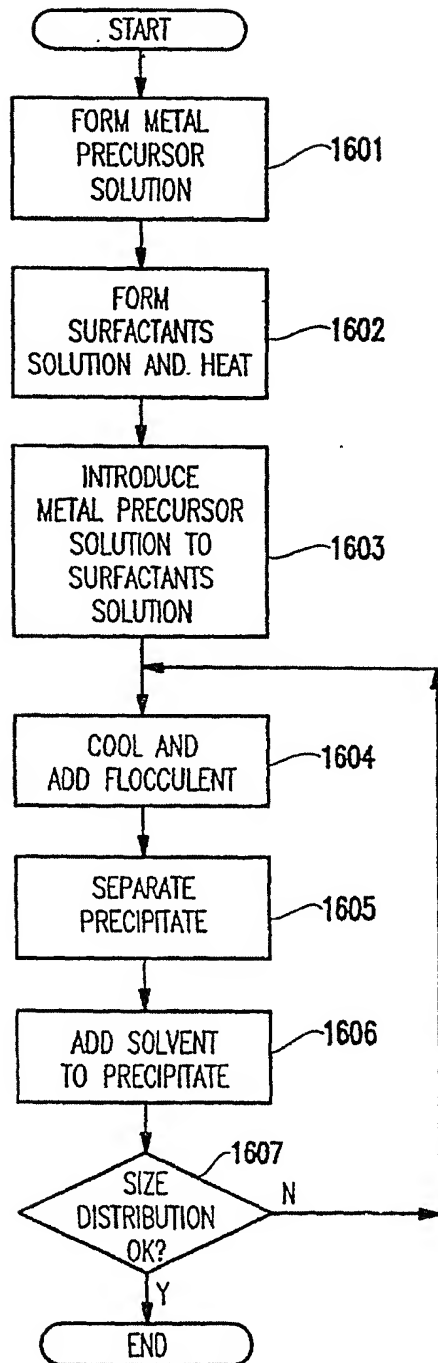 START
FORM METAL
PRECURSOR
SOLUTION
1601
FORM
SURFACTANTS
SOLUTION AND. HEAT
1602
INTRODUCE
METAL PRECURSOR
SOLUTION TO
SURFACTANTS
SOLUTION
1603
COOL AND
ADD FLOCCULENT
1604
SEPARATE
PRECIPITATE
1605
ADD SOLVENT
TO PRECIPITATE
1606
1607
SIZE
DISTRIBUTION
OK?
N
Y
END